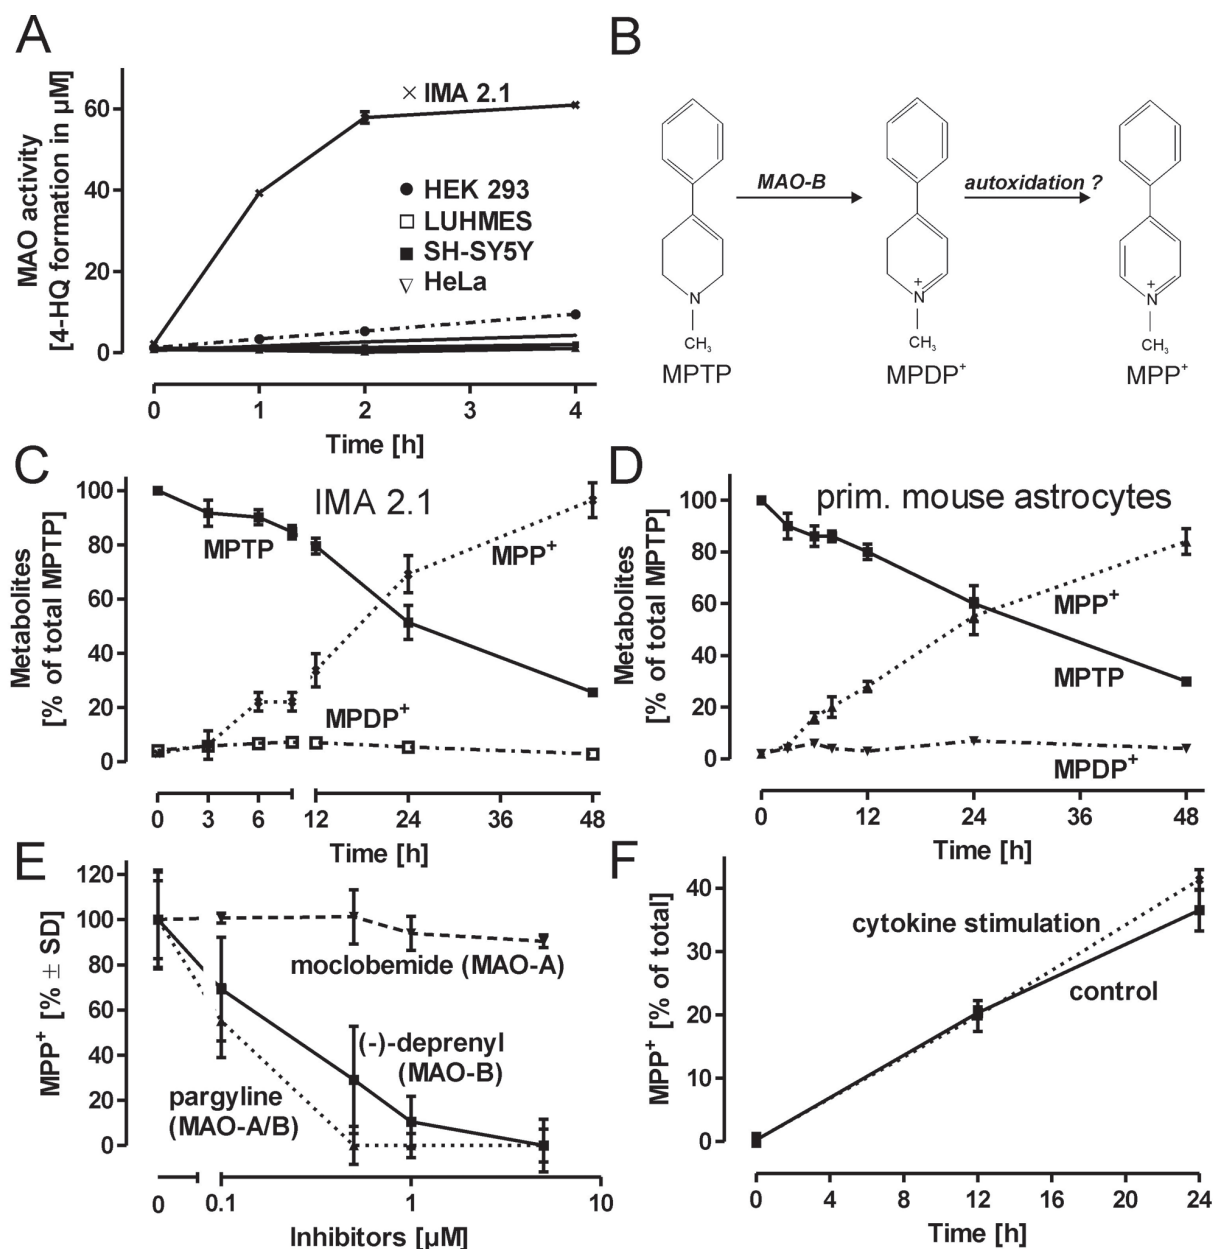 A
MAO activity
[4-HQ formation in µM]
60
40
20
0
× IMA 2.1
HEK 293
LUHMES
SH-SY5Y
HeLa
0 1 2 4
Time [h]
B
MAO-B
autoxidation ?
N
CH₃
MPTP
+
N
CH₃
MPDP⁺
+
N
CH₃
MPP⁺
C
Metabolites
[% of total MPTP]
100
80
60
40
20
0
IMA 2.1
MPTP
MPP⁺
MPDP⁺
0 3 6 12 24 36 48
Time [h]
D
Metabolites
[% of total MPTP]
100
80
60
40
20
0
prim. mouse astrocytes
MPP⁺
MPTP
MPDP⁺
0 12 24 36 48
Time [h]
E
MPP⁺ [% ± SD]
120
100
80
60
40
20
0
moclobemide (MAO-A)
(-)-deprenyl
(MAO-B)
pargyline
(MAO-A/B)
0 0.1 1 10
Inhibitors [µM]
F
MPP⁺ [% of total]
40
30
20
10
0
cytokine stimulation
control
0 4 8 12 16 20 24
Time [h]